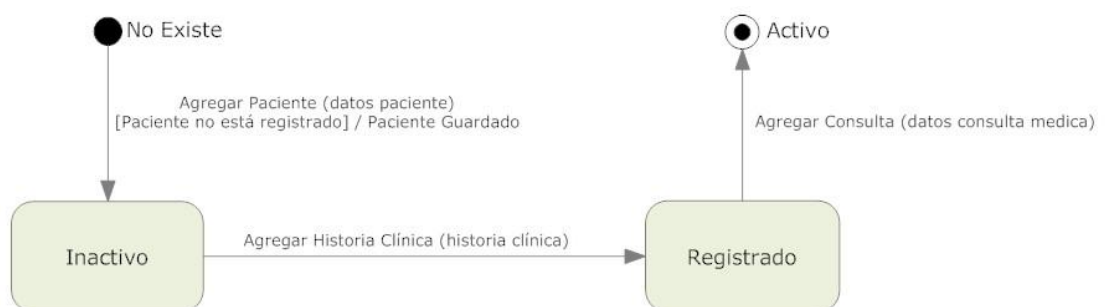 No Existe
Activo
Agregar Paciente (datos paciente)
[Paciente no está registrado] / Paciente Guardado
Agregar Consulta (datos consulta medica)
Inactivo
Agregar Historia Clínica (historia clínica)
Registrado